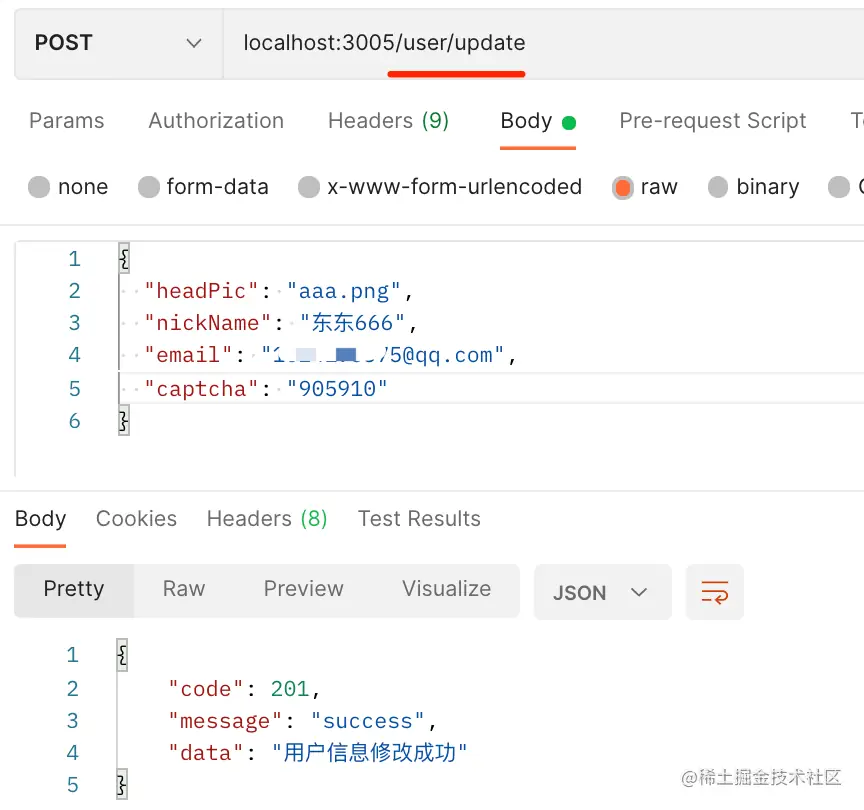 POST
localhost:3005/user/update
Params Authorization Headers (9) Body Pre-request Script
none form-data x-www-form-urlencoded raw binary
1 {
2 "headPic": "aaa.png",
3 "nickName": "东东666",
4 "email": "@qq.com",
5 "captcha": "905910"
6 }
Body Cookies Headers (8) Test Results
Pretty Raw Preview Visualize JSON
1 {
2 "code": 201,
3 "message": "success",
4 "data": "用户信息修改成功"
5 }
@稀土掘金技术社区